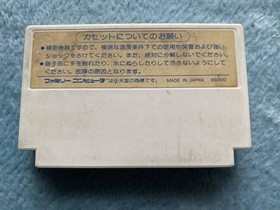 カセットについてのお願い
●精密機器ですので、極端な温度条件下での使用や保管および強い
ショックをさけてください。また、絶対に分解しないでください。
●端子部に手を触れたり、水にぬらしたりして汚さないようにして
ください。故障の原因となります。
ファミリー コンピュータ は任天堂の商標です。 MADE IN JAPAN